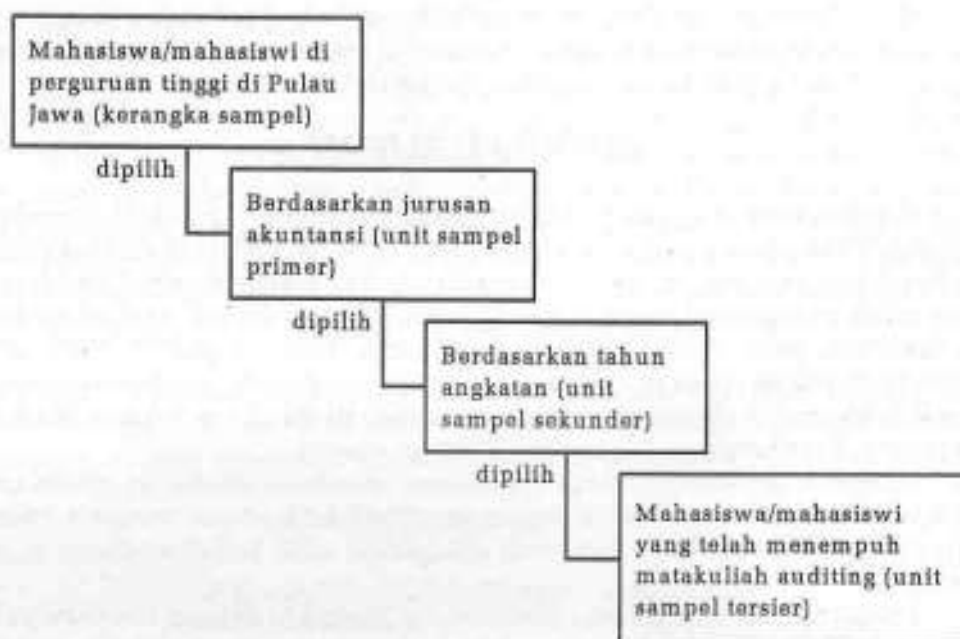 Mahasiswa/mahasiswi di
perguruan tinggi di Pulau
Jawa (kerangka sampel)
dipilih
Berdasarkan jurusan
akuntansi (unit sampel
primer)
dipilih
Berdasarkan tahun
angkatan (unit
sampel sekunder)
dipilih
Mahasiswa/mahasiswi
yang telah menempuh
matakuliah auditing (unit
sampel tersier)